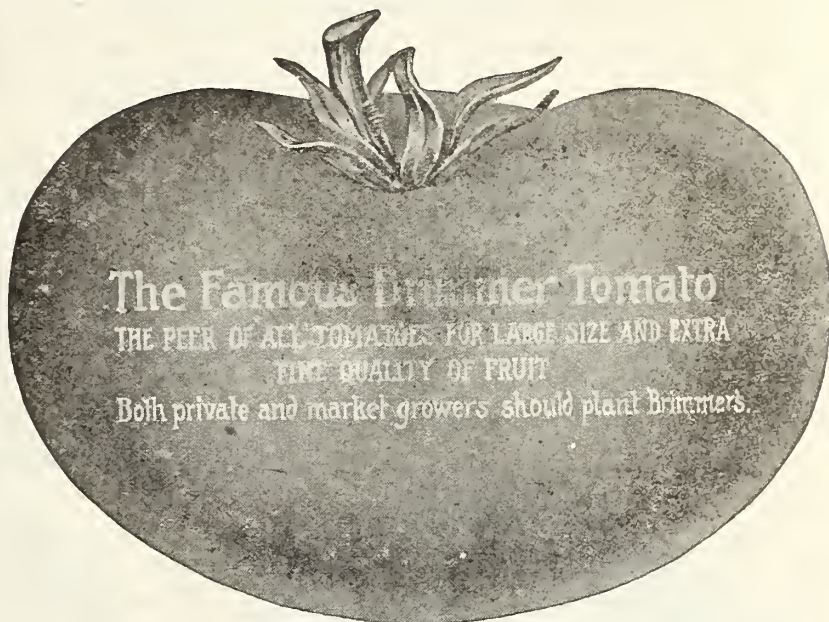 The Famous Brimmer Tomato
THE PEER OF ALL TOMATOES FOR LARGE SIZE AND EXTRA
FINE QUALITY OF FRUIT
Both private and market growers should plant Brimmers.